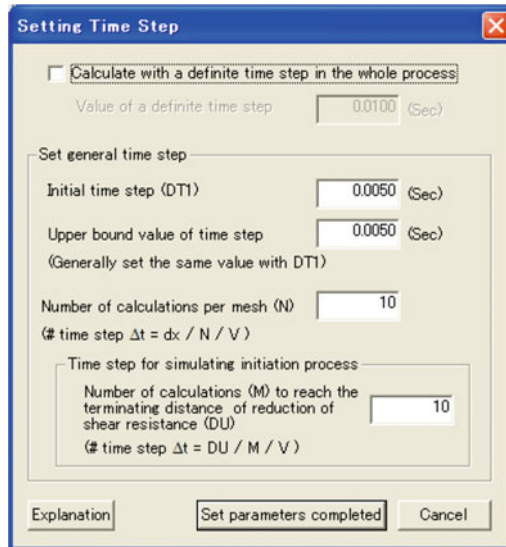 Setting Time Step
Calculate with a definite time step in the whole process
Value of a definite time step 0.0100 (Sec)
Set general time step
Initial time step (DT1) 0.0050 (Sec)
Upper bound value of time step 0.0050 (Sec)
(Generally set the same value with DT1)
Number of calculations per mesh (N) 10
(# time step Δt = dx / N / V )
Time step for simulating initiation process
Number of calculations (M) to reach the
terminating distance of reduction of
shear resistance (DU) 10
(# time step Δt = DU / M / V )
Explanation Set parameters completed Cancel